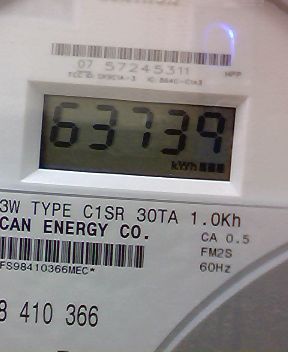 07 57245311
63739
kWh
3W TYPE C1SR 30TA 1.0Kh
CAN ENERGY CO. CA 0.5
FM2S
FS98410366MEC* 60Hz
8 410 366